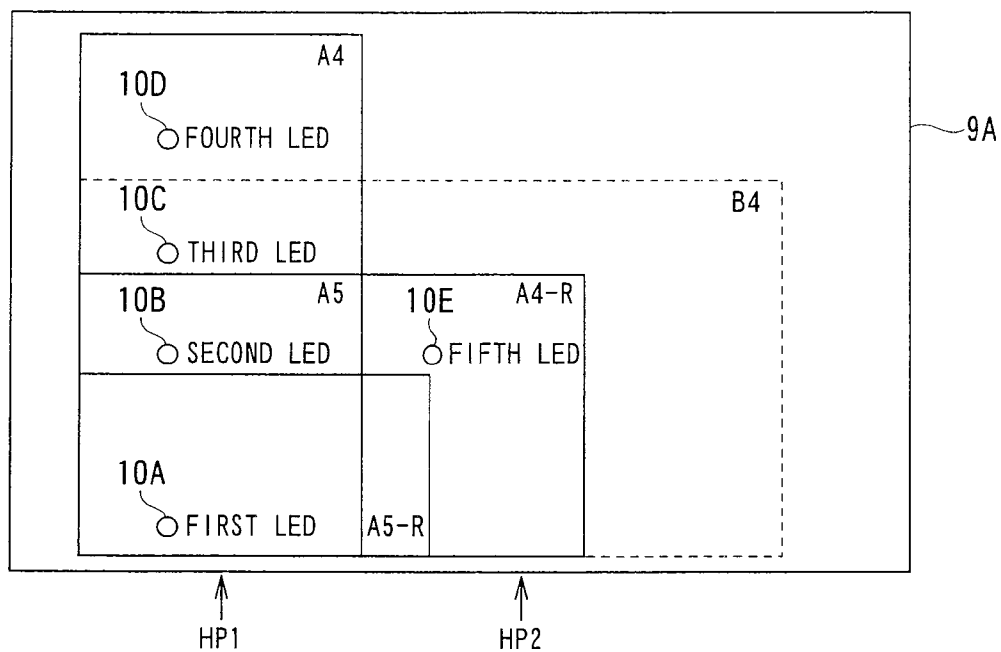 A4
10D
FOURTH LED
9A
10C
B4
THIRD LED
10B
A5
10E
A4-R
SECOND LED
FIFTH LED
10A
FIRST LED
A5-R
HP1
HP2